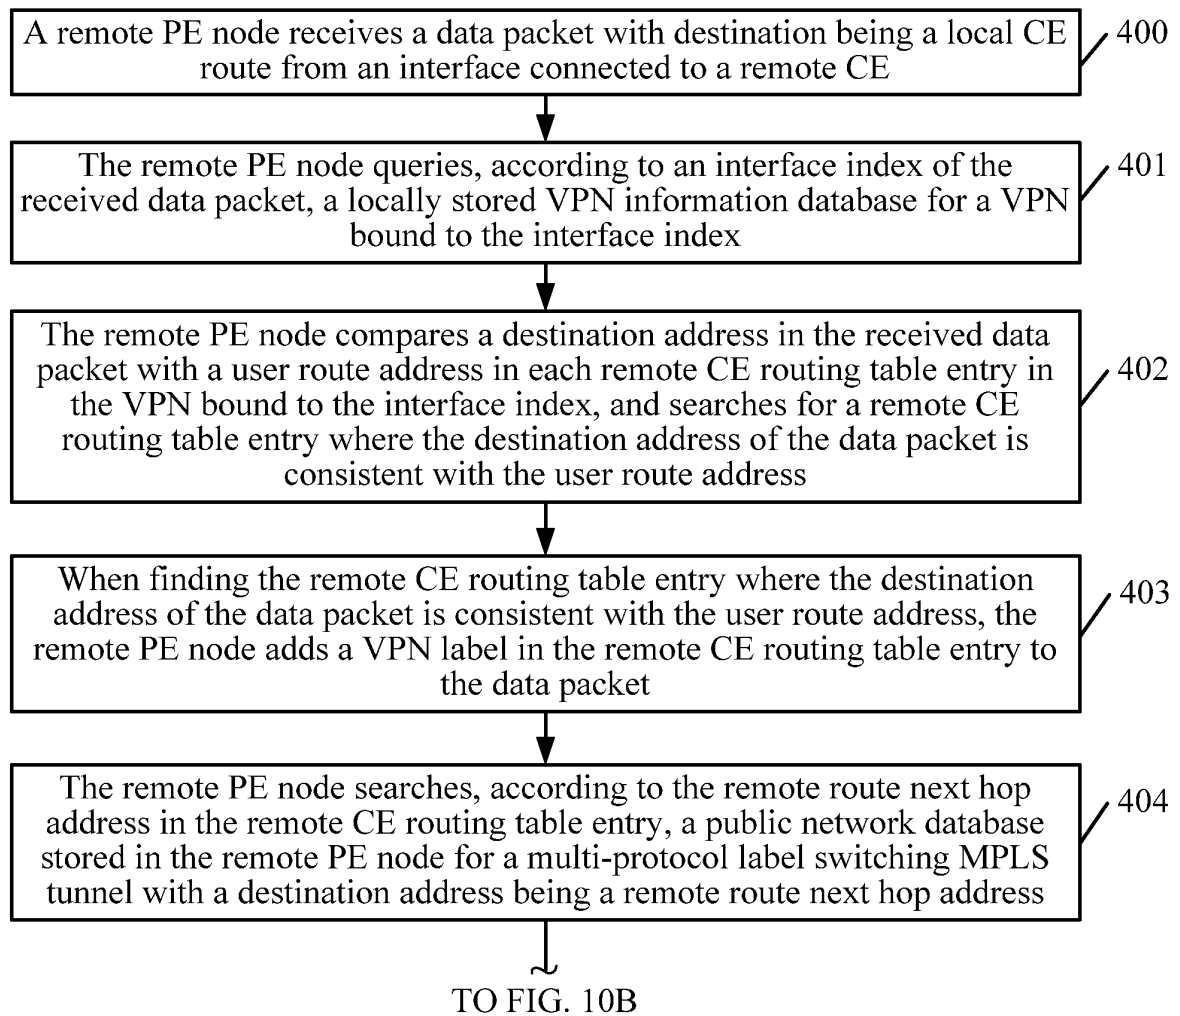 A remote PE node receives a data packet with destination being a local CE
route from an interface connected to a remote CE
400
The remote PE node queries, according to an interface index of the
received data packet, a locally stored VPN information database for a VPN
bound to the interface index
401
The remote PE node compares a destination address in the received data
packet with a user route address in each remote CE routing table entry in
the VPN bound to the interface index, and searches for a remote CE
routing table entry where the destination address of the data packet is
consistent with the user route address
402
When finding the remote CE routing table entry where the destination
address of the data packet is consistent with the user route address, the
remote PE node adds a VPN label in the remote CE routing table entry to
the data packet
403
The remote PE node searches, according to the remote route next hop
address in the remote CE routing table entry, a public network database
stored in the remote PE node for a multi-protocol label switching MPLS
tunnel with a destination address being a remote route next hop address
404
TO FIG. 10B